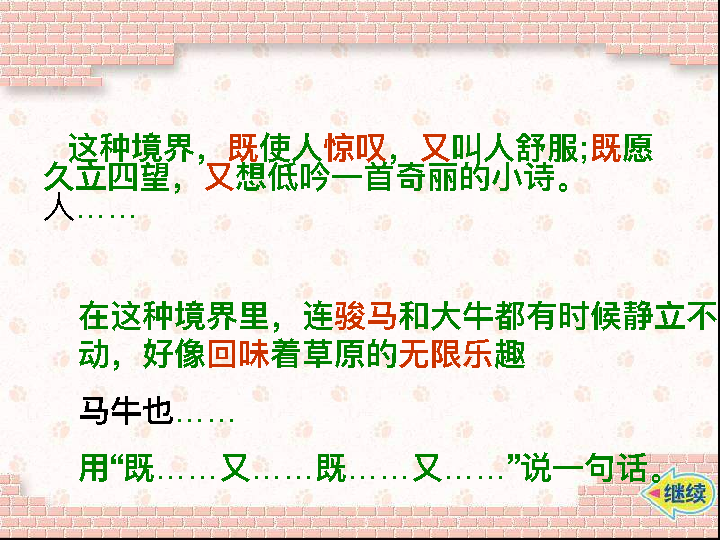 这种境界，既使人惊叹，又叫人舒服;既愿
久立四望，又想低吟一首奇丽的小诗。
人……
在这种境界里，连骏马和大牛都有时候静立不
动，好像回味着草原的无限乐趣
马牛也……
用“既……又……既……又……”说一句话。
继续